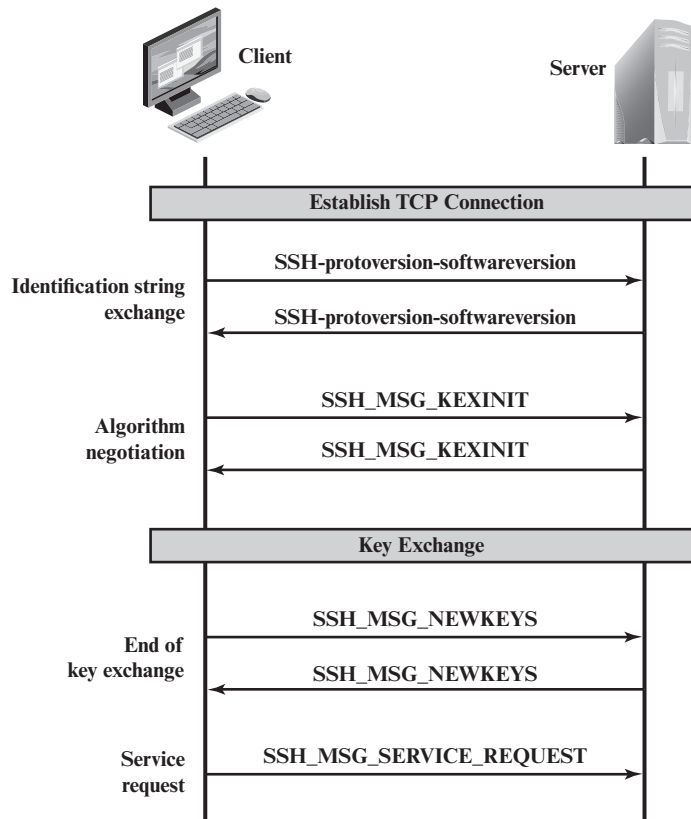 Client
Server
Establish TCP Connection
SSH-protoversion-softwareversion
Identification string
exchange
SSH-protoversion-softwareversion
SSH_MSG_KEXINIT
Algorithm
negotiation
SSH_MSG_KEXINIT
Key Exchange
SSH_MSG_NEWKEYS
End of
key exchange
SSH_MSG_NEWKEYS
Service
request
SSH_MSG_SERVICE_REQUEST